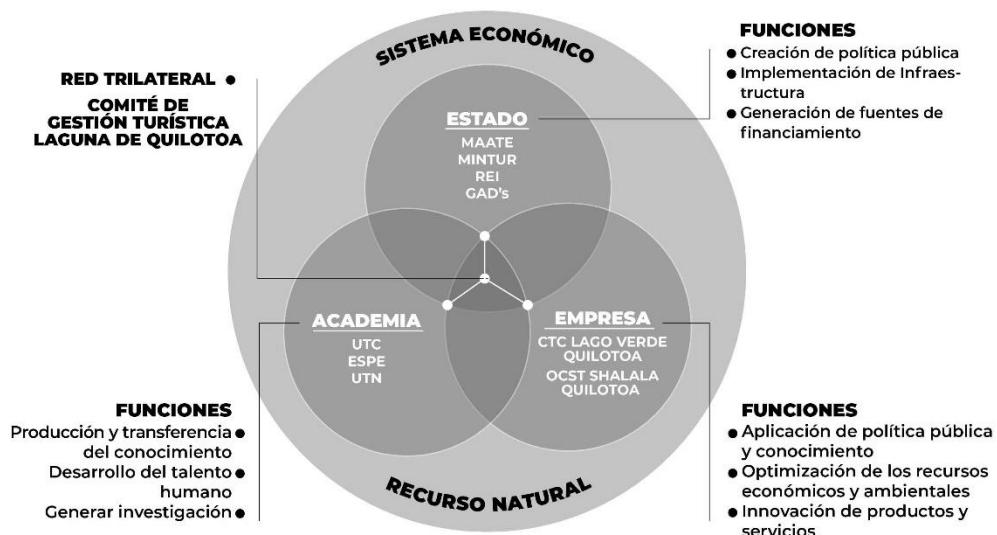 SISTEMA ECONÓMICO
RED TRILATERAL
COMITÉ DE
GESTIÓN TURÍSTICA
LAGUNA DE QUILOTOA
ESTADO
MAATE
MINTUR
REI
GAD's
FUNCIONES
Creación de política pública
Implementación de Infraes-
tructura
Generación de fuentes de
financiamiento
ACADEMIA
UTC
ESPE
UTN
EMPRESA
CTC LAGO VERDE
QUILOTOA
OCST SHALALA
QUILOTOA
FUNCIONES
Producción y transferencia
del conocimiento
Desarrollo del talento
humano
Generar investigación
RECURSO NATURAL
FUNCIONES
Aplicación de política pública
y conocimiento
Optimización de los recursos
económicos y ambientales
Innovación de productos y
servicios